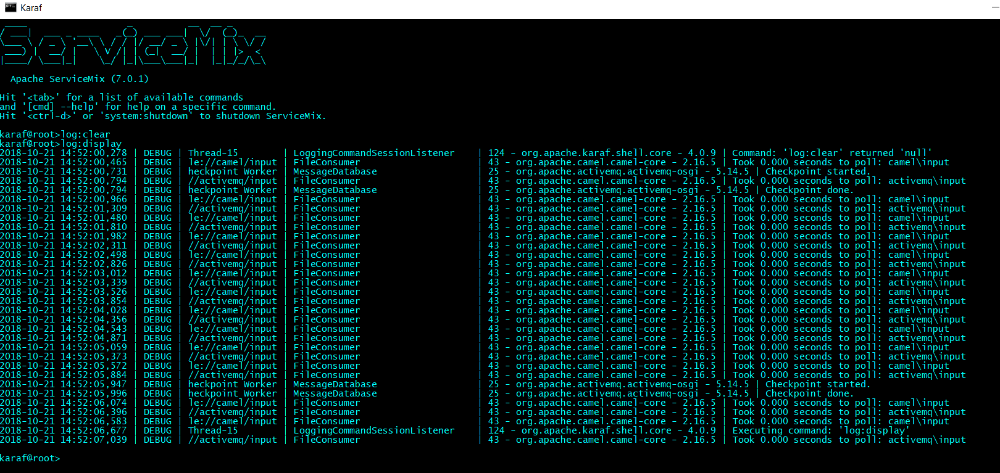 Karaf
ServiceMix
Apache ServiceMix (7.0.1)
Hit '<tab>' for a list of available commands
and '[cmd] --help' for help on a specific command.
Hit '<ctrl-d>' or 'system:shutdown' to shutdown ServiceMix.
karaf@root>log:clear
karaf@root>log:display
2018-10-21 14:52:00,278 | DEBUG | Thread-15        | LoggingCommandSessionListener    | 124 - org.apache.karaf.shell.core - 4.0.9 | Command: 'log:clear' returned 'null'
2018-10-21 14:52:00,465 | DEBUG | le://camel/input | FileConsumer                     | 43 - org.apache.camel.camel-core - 2.16.5 | Took 0.000 seconds to poll: camel\input
2018-10-21 14:52:00,731 | DEBUG | heckpoint Worker | MessageDatabase                  | 25 - org.apache.activemq.activemq-osgi - 5.14.5 | Checkpoint started.
2018-10-21 14:52:00,794 | DEBUG | //activemq/input | FileConsumer                     | 43 - org.apache.camel.camel-core - 2.16.5 | Took 0.000 seconds to poll: activemq\input
2018-10-21 14:52:00,794 | DEBUG | heckpoint Worker | MessageDatabase                  | 25 - org.apache.activemq.activemq-osgi - 5.14.5 | Checkpoint done.
2018-10-21 14:52:00,966 | DEBUG | le://camel/input | FileConsumer                     | 43 - org.apache.camel.camel-core - 2.16.5 | Took 0.000 seconds to poll: camel\input
2018-10-21 14:52:01,309 | DEBUG | //activemq/input | FileConsumer                     | 43 - org.apache.camel.camel-core - 2.16.5 | Took 0.000 seconds to poll: activemq\input
2018-10-21 14:52:01,480 | DEBUG | le://camel/input | FileConsumer                     | 43 - org.apache.camel.camel-core - 2.16.5 | Took 0.000 seconds to poll: camel\input
2018-10-21 14:52:01,810 | DEBUG | //activemq/input | FileConsumer                     | 43 - org.apache.camel.camel-core - 2.16.5 | Took 0.000 seconds to poll: activemq\input
2018-10-21 14:52:01,982 | DEBUG | le://camel/input | FileConsumer                     | 43 - org.apache.camel.camel-core - 2.16.5 | Took 0.000 seconds to poll: camel\input
2018-10-21 14:52:02,311 | DEBUG | //activemq/input | FileConsumer                     | 43 - org.apache.camel.camel-core - 2.16.5 | Took 0.000 seconds to poll: activemq\input
2018-10-21 14:52:02,498 | DEBUG | le://camel/input | FileConsumer                     | 43 - org.apache.camel.camel-core - 2.16.5 | Took 0.000 seconds to poll: camel\input
2018-10-21 14:52:02,826 | DEBUG | //activemq/input | FileConsumer                     | 43 - org.apache.camel.camel-core - 2.16.5 | Took 0.000 seconds to poll: activemq\input
2018-10-21 14:52:03,012 | DEBUG | le://camel/input | FileConsumer                     | 43 - org.apache.camel.camel-core - 2.16.5 | Took 0.000 seconds to poll: camel\input
2018-10-21 14:52:03,339 | DEBUG | //activemq/input | FileConsumer                     | 43 - org.apache.camel.camel-core - 2.16.5 | Took 0.000 seconds to poll: activemq\input
2018-10-21 14:52:03,526 | DEBUG | le://camel/input | FileConsumer                     | 43 - org.apache.camel.camel-core - 2.16.5 | Took 0.000 seconds to poll: camel\input
2018-10-21 14:52:03,854 | DEBUG | //activemq/input | FileConsumer                     | 43 - org.apache.camel.camel-core - 2.16.5 | Took 0.000 seconds to poll: activemq\input
2018-10-21 14:52:04,028 | DEBUG | le://camel/input | FileConsumer                     | 43 - org.apache.camel.camel-core - 2.16.5 | Took 0.000 seconds to poll: camel\input
2018-10-21 14:52:04,356 | DEBUG | //activemq/input | FileConsumer                     | 43 - org.apache.camel.camel-core - 2.16.5 | Took 0.000 seconds to poll: activemq\input
2018-10-21 14:52:04,543 | DEBUG | le://camel/input | FileConsumer                     | 43 - org.apache.camel.camel-core - 2.16.5 | Took 0.000 seconds to poll: camel\input
2018-10-21 14:52:04,871 | DEBUG | //activemq/input | FileConsumer                     | 43 - org.apache.camel.camel-core - 2.16.5 | Took 0.000 seconds to poll: activemq\input
2018-10-21 14:52:05,059 | DEBUG | le://camel/input | FileConsumer                     | 43 - org.apache.camel.camel-core - 2.16.5 | Took 0.000 seconds to poll: camel\input
2018-10-21 14:52:05,373 | DEBUG | //activemq/input | FileConsumer                     | 43 - org.apache.camel.camel-core - 2.16.5 | Took 0.000 seconds to poll: activemq\input
2018-10-21 14:52:05,572 | DEBUG | le://camel/input | FileConsumer                     | 43 - org.apache.camel.camel-core - 2.16.5 | Took 0.000 seconds to poll: camel\input
2018-10-21 14:52:05,884 | DEBUG | //activemq/input | FileConsumer                     | 43 - org.apache.camel.camel-core - 2.16.5 | Took 0.000 seconds to poll: activemq\input
2018-10-21 14:52:05,947 | DEBUG | heckpoint Worker | MessageDatabase                  | 25 - org.apache.activemq.activemq-osgi - 5.14.5 | Checkpoint started.
2018-10-21 14:52:05,996 | DEBUG | heckpoint Worker | MessageDatabase                  | 25 - org.apache.activemq.activemq-osgi - 5.14.5 | Checkpoint done.
2018-10-21 14:52:06,074 | DEBUG | le://camel/input | FileConsumer                     | 43 - org.apache.camel.camel-core - 2.16.5 | Took 0.000 seconds to poll: camel\input
2018-10-21 14:52:06,396 | DEBUG | //activemq/input | FileConsumer                     | 43 - org.apache.camel.camel-core - 2.16.5 | Took 0.000 seconds to poll: activemq\input
2018-10-21 14:52:06,583 | DEBUG | le://camel/input | FileConsumer                     | 43 - org.apache.camel.camel-core - 2.16.5 | Took 0.000 seconds to poll: camel\input
2018-10-21 14:52:06,677 | DEBUG | Thread-15        | LoggingCommandSessionListener    | 124 - org.apache.karaf.shell.core - 4.0.9 | Executing command: 'log:display'
2018-10-21 14:52:07,039 | DEBUG | //activemq/input | FileConsumer                     | 43 - org.apache.camel.camel-core - 2.16.5 | Took 0.000 seconds to poll: activemq\input
karaf@root>